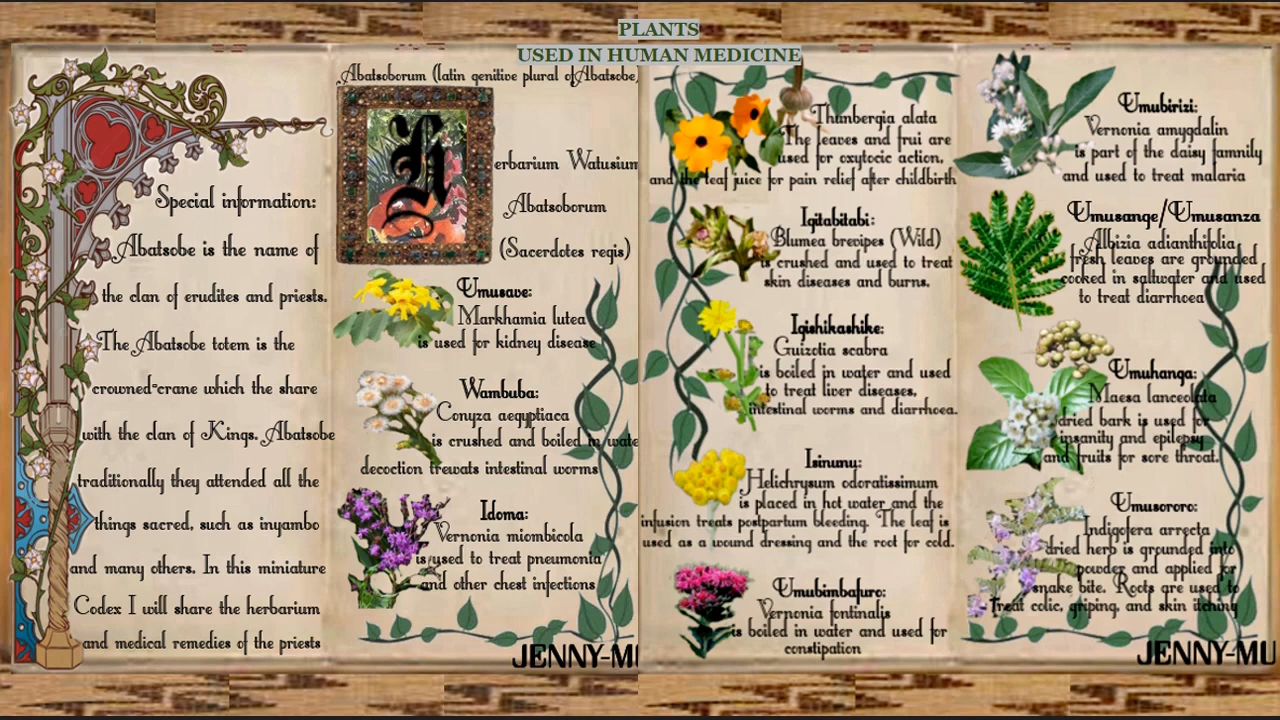 PLANTS
USED IN HUMAN MEDICINE
Special information:
Abatsobe is the name of
the clan of erudites and priests.
The Abatsobe totem is the
crowned-crane which the share
with the clan of Kings. Abatsobe
traditionally they attended all the
things sacred, such as inyambo
and many others. In this miniature
Codex I will share the herbarium
and medical remedies of the priests
Abatsoborum (latin genitive plural of Abatsobe,
H
erbarium Watusium
Abatsoborum
(Sacerdotes regis)
Umusave:
Markhamia lutea
is used for kidney disease
Wambuba:
Conyza aegyptiaca
is crushed and boiled in wate
decoction trewats intestinal worms
Idoma:
Vernonia miombicola
is used to treat pneumonia
and other chest infections
JENNY-MU
Thunbergia alata
The leaves and frui are
used for oxytocic action,
and the leaf juice for pain relief after childbirth
Igitabitabi:
Blumea brevipes (Wild)
is crushed and used to treat
skin diseases and burns.
Igishikashike:
Guizotia scabra
is boiled in water and used
to treat liver diseases,
intestinal worms and diarrhoea.
Isinunu:
Helichrysum odoratissimum
is placed in hot water and the
infusion treats postpartum bleeding. The leaf is
used as a wound dressing and the root for cold.
Umubimbafuro:
Vernonia fontinalis
is boiled in water and used for
constipation
Umubirizi:
Vernonia amygdalin
is part of the daisy famnily
and used to treat malaria
Umusange/Umusanza
Albizia adianthifolia
fresh leaves are grounded
cooked in saltwater and used
to treat diarrhoea
Umuhanga:
Maesa lanceolata
dried bark is used for
insanity and epilepsy
and fruits for sore throat.
Umusororo:
Indigofera arrecta
dried herb is grounded into
powder and applied for
snake bite. Roots are used to
Treat colic, griping, and skin itching
JENNY-MU